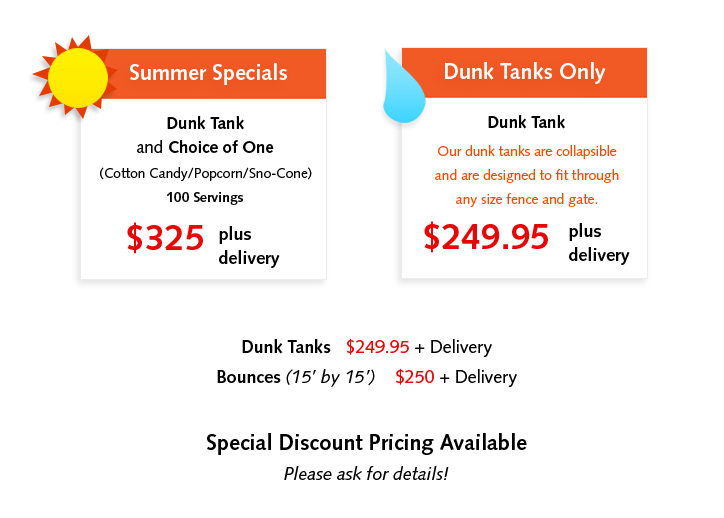 Summer Specials
Dunk Tank
and Choice of One
(Cotton Candy/Popcorn/Sno-Cone)
100 Servings
$325 plus
delivery
Dunk Tanks Only
Dunk Tank
Our dunk tanks are collapsible
and are designed to fit through
any size fence and gate.
$249.95 plus
delivery
Dunk Tanks $249.95 + Delivery
Bounces (15' by 15') $250 + Delivery
Special Discount Pricing Available
Please ask for details!